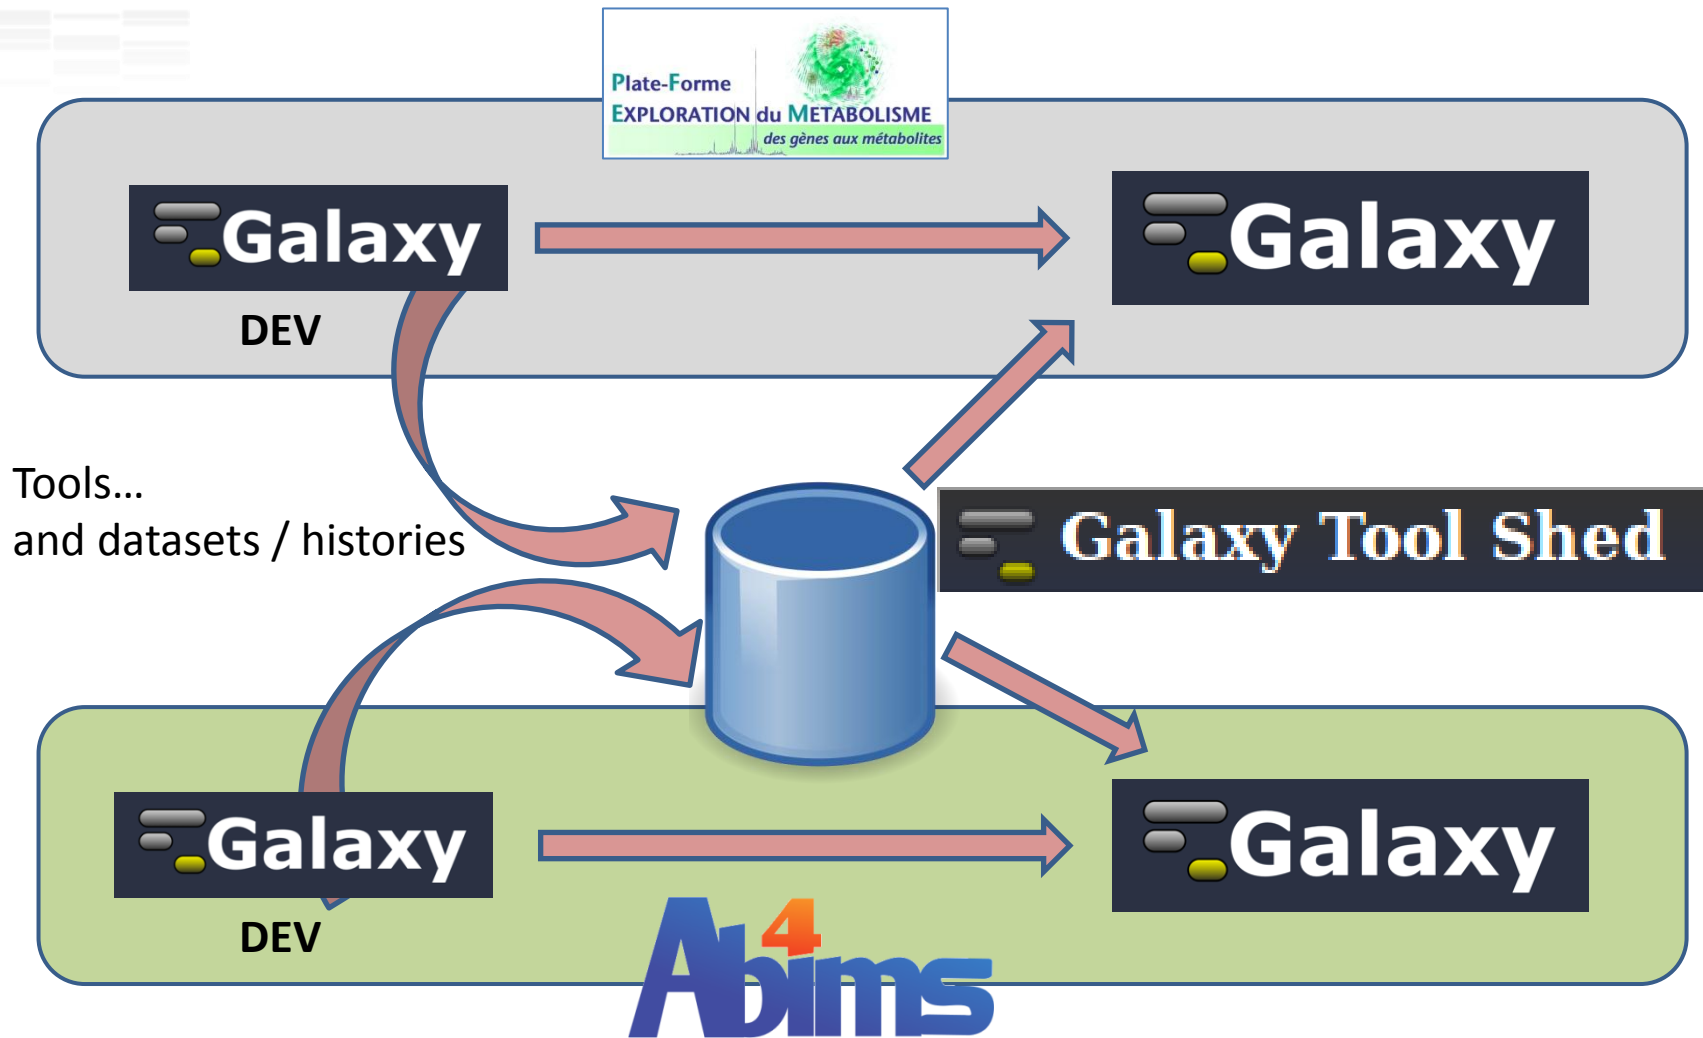 Plate-Forme
EXPLORATION du METABOLISME
des gènes aux métabolites
Galaxy
Galaxy
DEV
Tools...
and datasets / histories
Galaxy Tool Shed
Galaxy
Galaxy
DEV
Abims
4